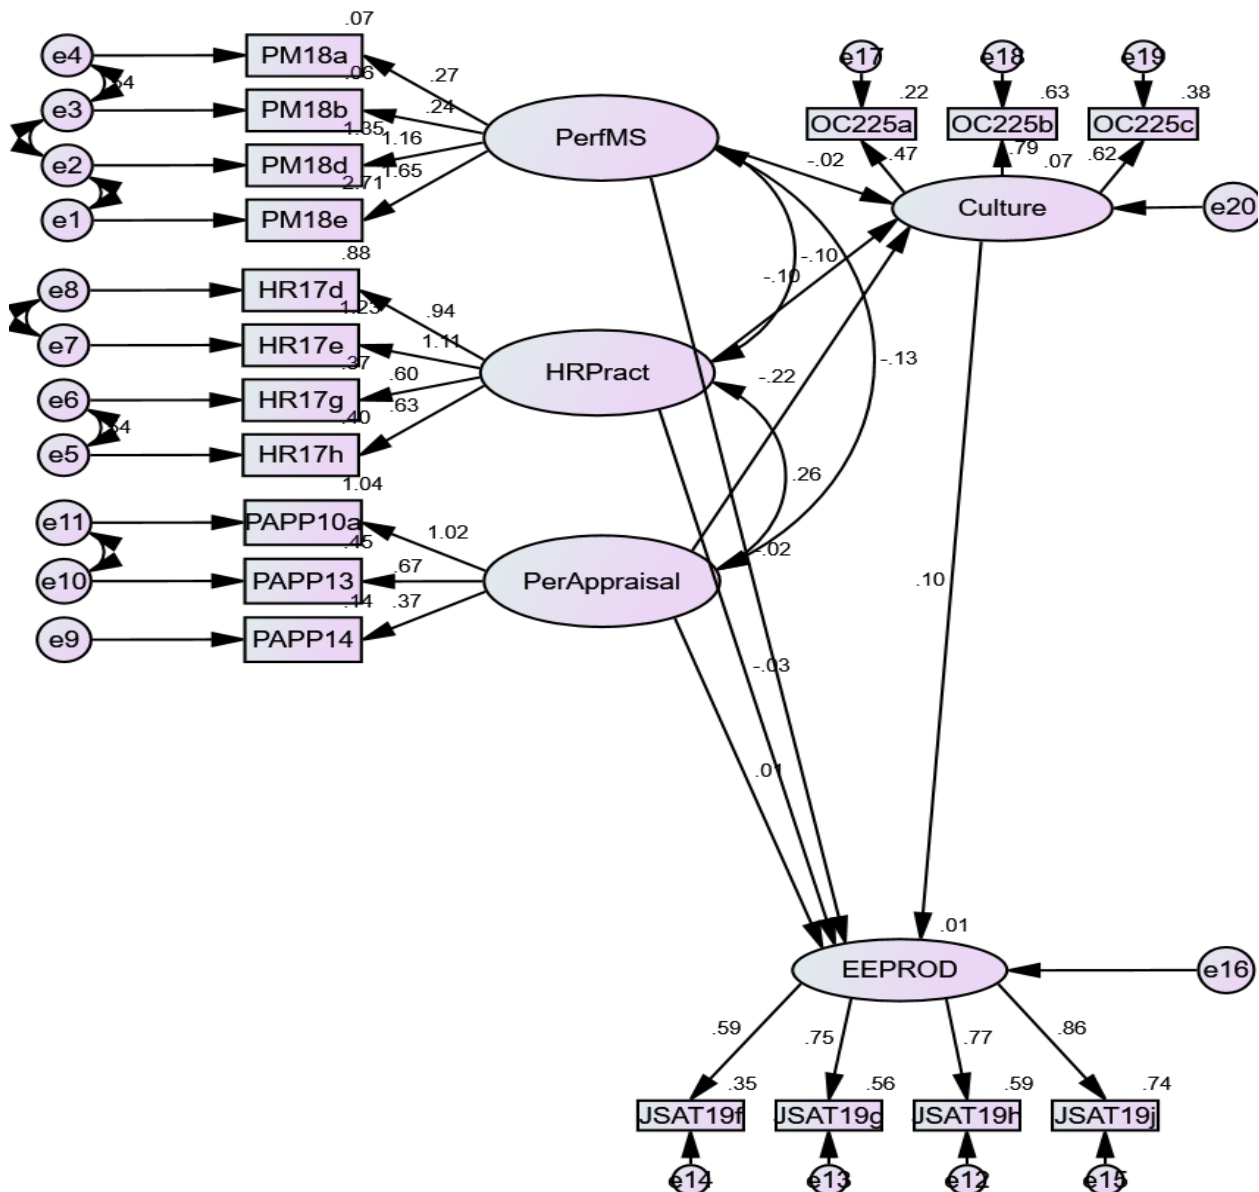 .07
e4 PM18a
.06 .27
.54
e3 PM18b
.24
1.35 1.16
e2 PM18d
2.71 1.65
e1 PM18e
PerfMS
e17 e18 e19
.22 .63 .38
OC225a OC225b OC225c
-.02 .47 .79 .07 .62
Culture e20
.88
e8 HR17d
1.23 .94
e7 HR17e
1.11
.37 .60
e6 HR17g
.54 .40 .63
e5 HR17h
HRPract
-.10 -.10
-.22 -.13
.26
1.04
e11 PAPP10a
.45 1.02
e10 PAPP13
.67
.14 .37
e9 PAPP14
PerAppraisal
-.02
.10
-.03
.01
.01
EEPROD e16
.59 .75 .77 .86
.35 .56 .59 .74
JSAT19f JSAT19g JSAT19h JSAT19j
e14 e13 e12 e15